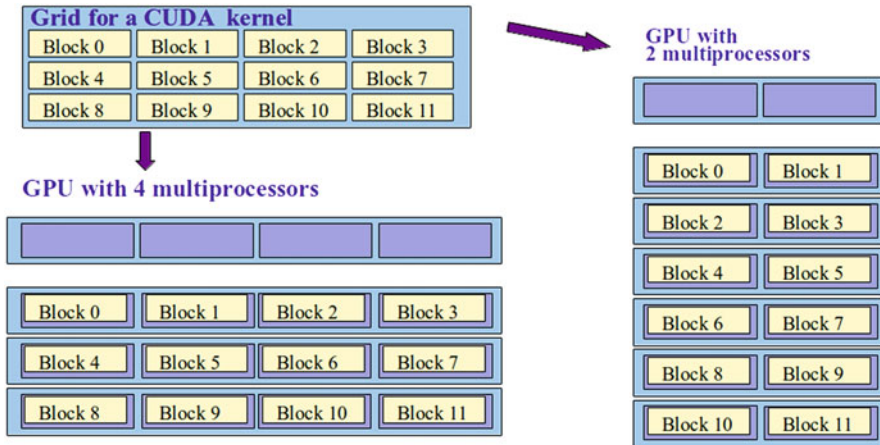 Grid for a CUDA kernel
Block 0 Block 1 Block 2 Block 3
Block 4 Block 5 Block 6 Block 7
Block 8 Block 9 Block 10 Block 11
GPU with 4 multiprocessors
Block 0 Block 1 Block 2 Block 3
Block 4 Block 5 Block 6 Block 7
Block 8 Block 9 Block 10 Block 11
GPU with
2 multiprocessors
Block 0 Block 1
Block 2 Block 3
Block 4 Block 5
Block 6 Block 7
Block 8 Block 9
Block 10 Block 11